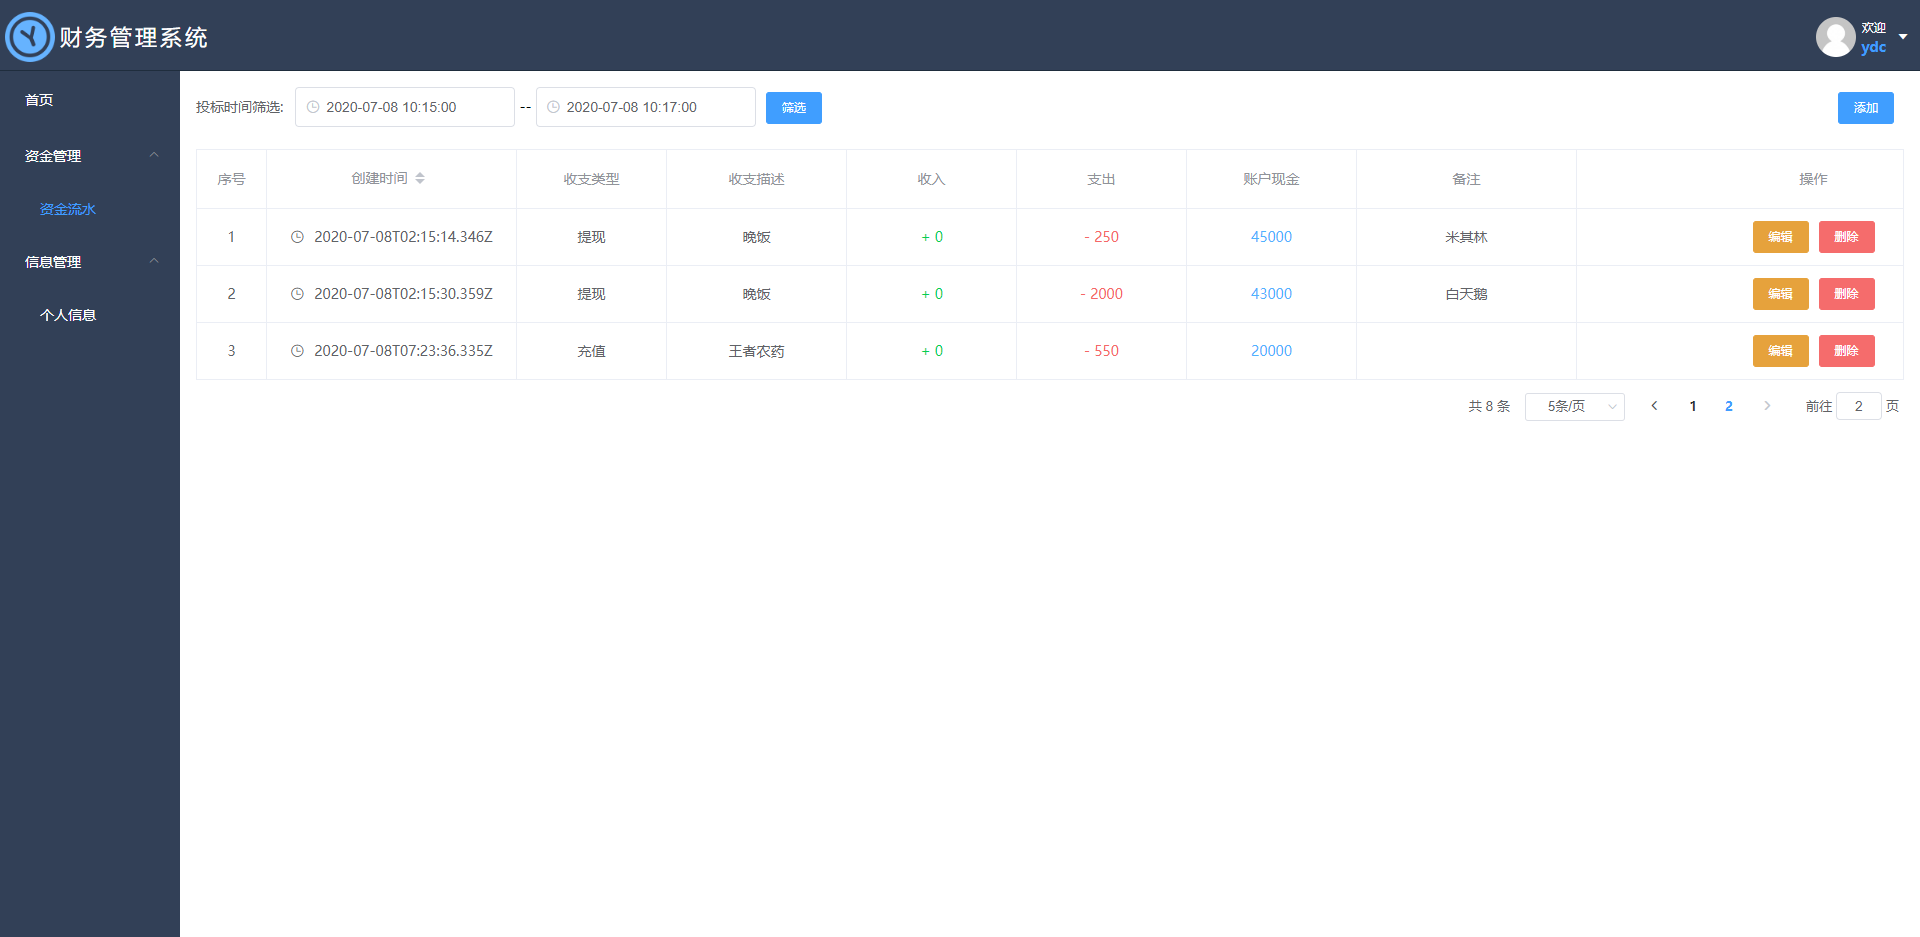 财务管理系统
欢迎
ydc
首页
资金管理
资金流水
信息管理
个人信息
投标时间筛选: 2020-07-08 10:15:00 -- 2020-07-08 10:17:00 筛选 添加
序号 创建时间 收支类型 收支描述 收入 支出 账户现金 备注 操作
1 2020-07-08T02:15:14.346Z 提现 晚饭 + 0 - 250 45000 米其林 编辑 删除
2 2020-07-08T02:15:30.359Z 提现 晚饭 + 0 - 2000 43000 白天鹅 编辑 删除
3 2020-07-08T07:23:36.335Z 充值 王者农药 + 0 - 550 20000 编辑 删除
共 8 条 5条/页 1 2 前往 2 页